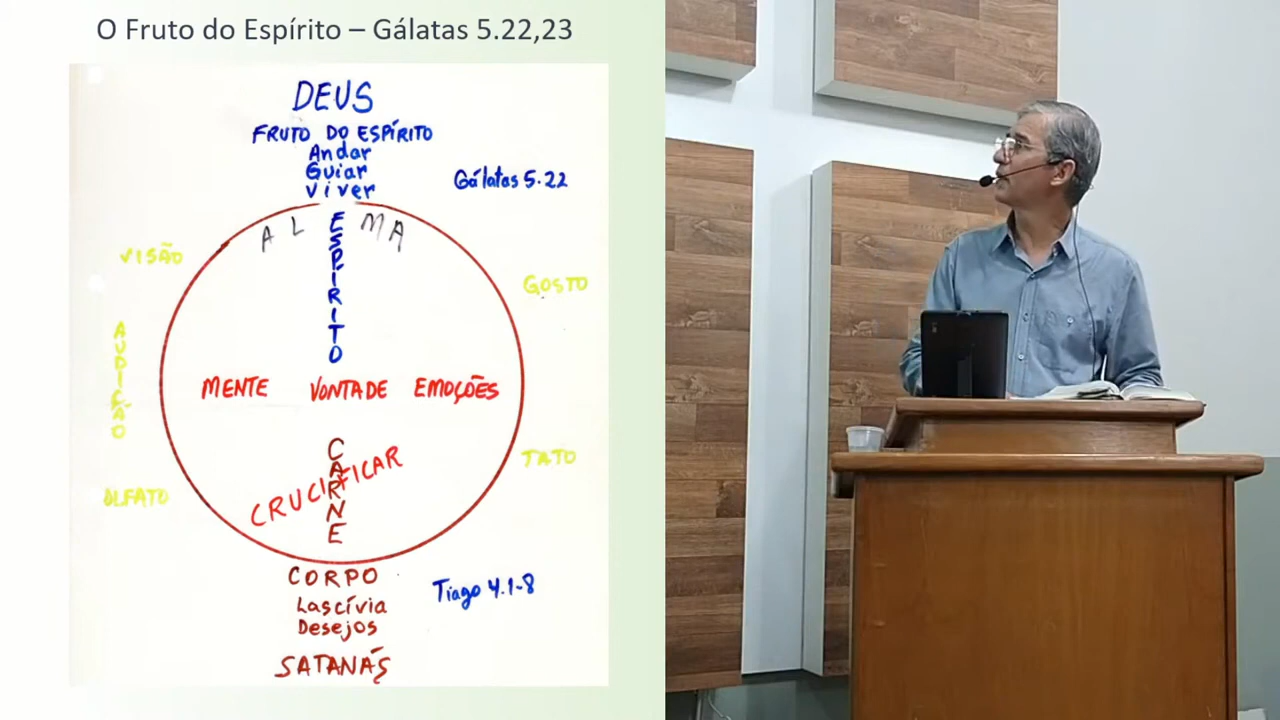 O Fruto do Espírito – Gálatas 5.22,23
DEUS
FRUTO DO ESPÍRITO
Andar
Guiar
Viver
Gálatas 5.22
ALMA
ESPÍRITO
VISÃO
GOSTO
AUDIÇÃO
MENTE VONTADE EMOÇÕES
CARNE
CRUCIFICAR
TATO
OLFATO
CORPO
Tiago 4.1-8
Lascívia
Desejos
SATANÁS